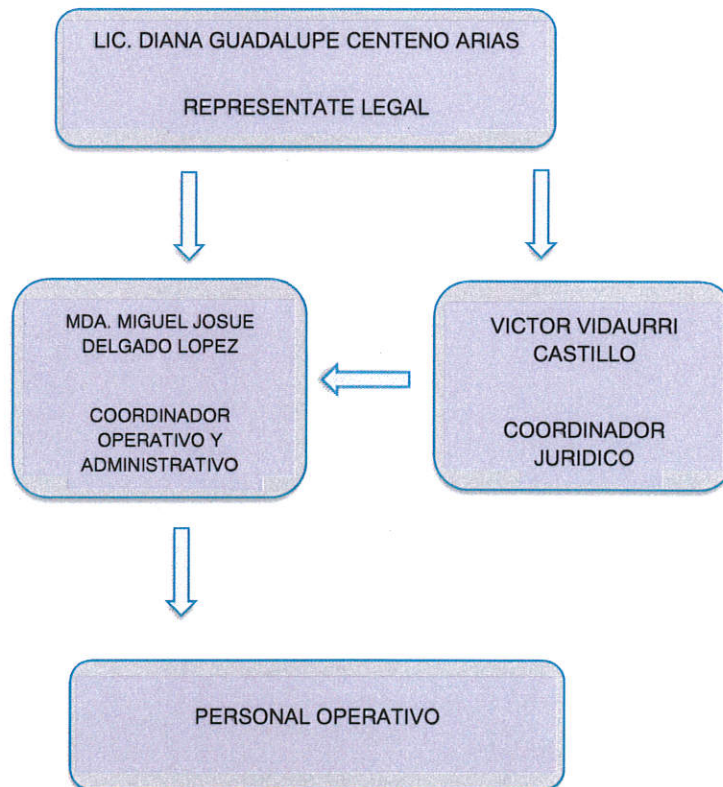 LIC. DIANA GUADALUPE CENTENO ARIAS
REPRESENTATE LEGAL
MDA. MIGUEL JOSUE
DELGADO LOPEZ
COORDINADOR
OPERATIVO Y
ADMINISTRATIVO
VICTOR VIDAURRI
CASTILLO
COORDINADOR
JURIDICO
PERSONAL OPERATIVO